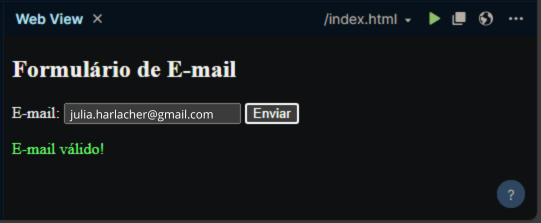 Web View ×
/index.html
Formulário de E-mail
E-mail: julia.harlacher@gmail.com Enviar
E-mail válido!
?